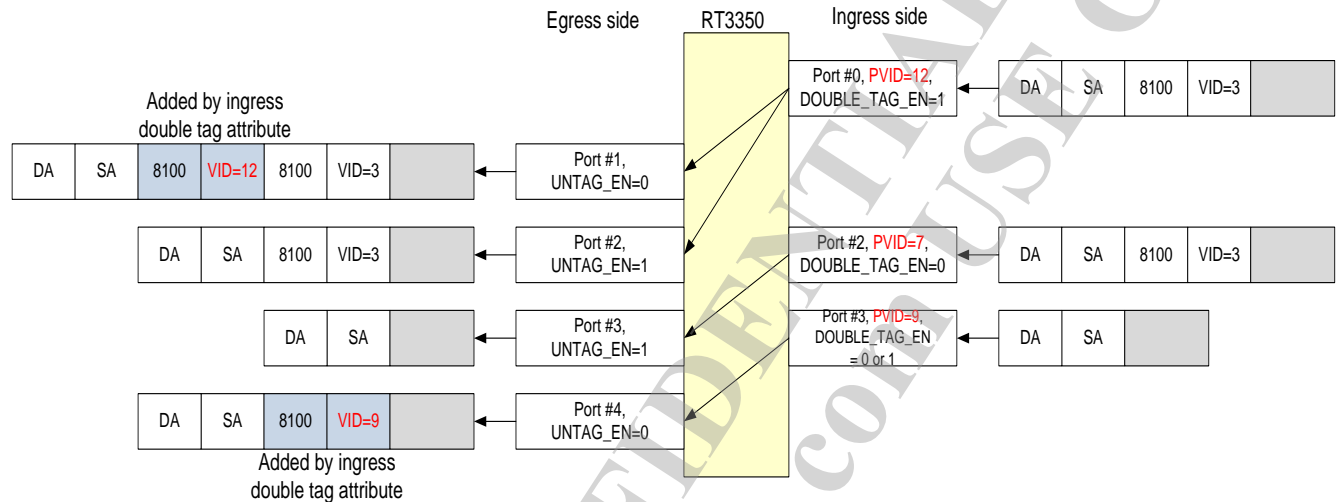 Egress side
RT3350
Ingress side
Port #0, PVID=12,
DOUBLE_TAG_EN=1
DA SA 8100 VID=3
Added by ingress
double tag attribute
DA SA 8100 VID=12 8100 VID=3
Port #1,
UNTAG_EN=0
DA SA 8100 VID=3
Port #2,
UNTAG_EN=1
Port #2, PVID=7,
DOUBLE_TAG_EN=0
DA SA 8100 VID=3
DA SA
Port #3,
UNTAG_EN=1
Port #3, PVID=9,
DOUBLE_TAG_EN
= 0 or 1
DA SA
DA SA 8100 VID=9
Port #4,
UNTAG_EN=0
Added by ingress
double tag attribute
FIDENTIAL
com USE O